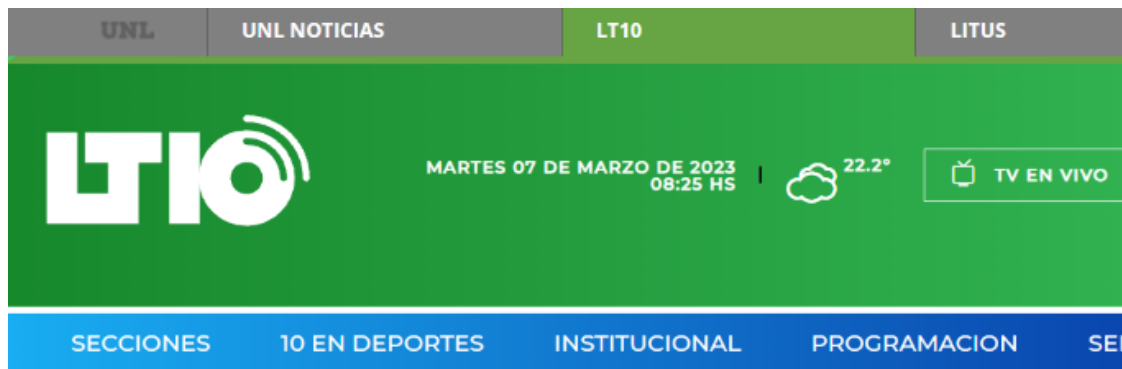 UNL UNL NOTICIAS LT10 LITUS
LT10
MARTES 07 DE MARZO DE 2023
08:25 HS
22.2°
TV EN VIVO
SECCIONES 10 EN DEPORTES INSTITUCIONAL PROGRAMACION